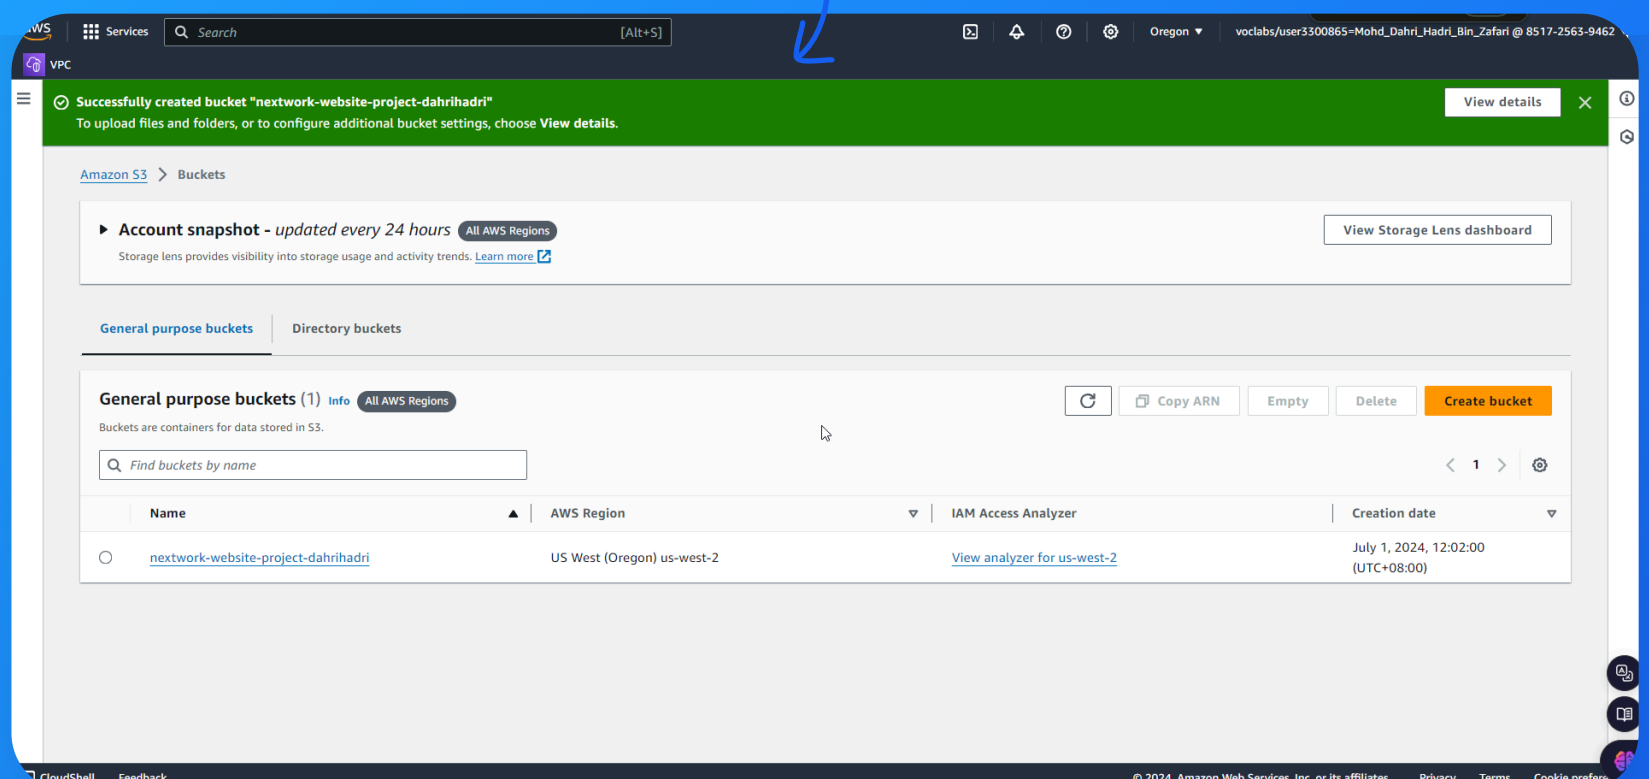 aws
Services
Search
[Alt+S]
Oregon ▼
voclabs/user3300865=Mohd_Dahri_Hadri_Bin_Zafari @ 8517-2563-9462
VPC
Successfully created bucket "nextwork-website-project-dahrihadri"
To upload files and folders, or to configure additional bucket settings, choose View details.
View details
Amazon S3 > Buckets
Account snapshot - updated every 24 hours All AWS Regions
Storage lens provides visibility into storage usage and activity trends. Learn more
View Storage Lens dashboard
General purpose buckets
Directory buckets
General purpose buckets (1) Info All AWS Regions
Buckets are containers for data stored in S3.
Copy ARN
Empty
Delete
Create bucket
Find buckets by name
1
Name
AWS Region
IAM Access Analyzer
Creation date
nextwork-website-project-dahrihadri
US West (Oregon) us-west-2
View analyzer for us-west-2
July 1, 2024, 12:02:00
(UTC+08:00)
CloudShell
Feedback
© 2024, Amazon Web Services, Inc. or its affiliates.
Privacy
Terms
Cookie prefere